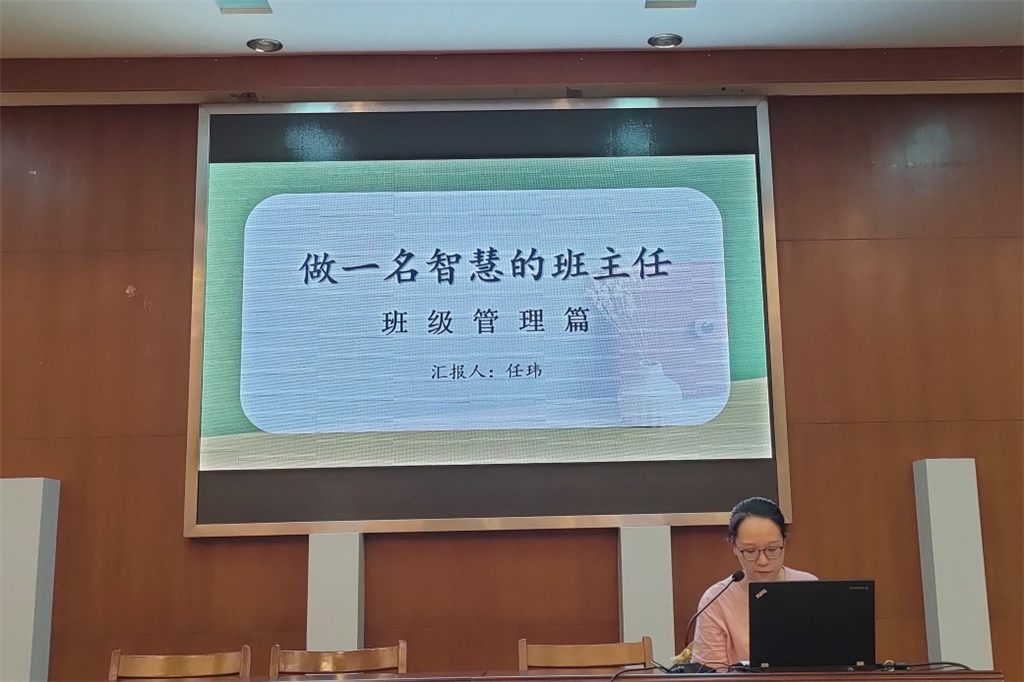 做一名智慧的班主任
班级管理篇
汇报人：任玮